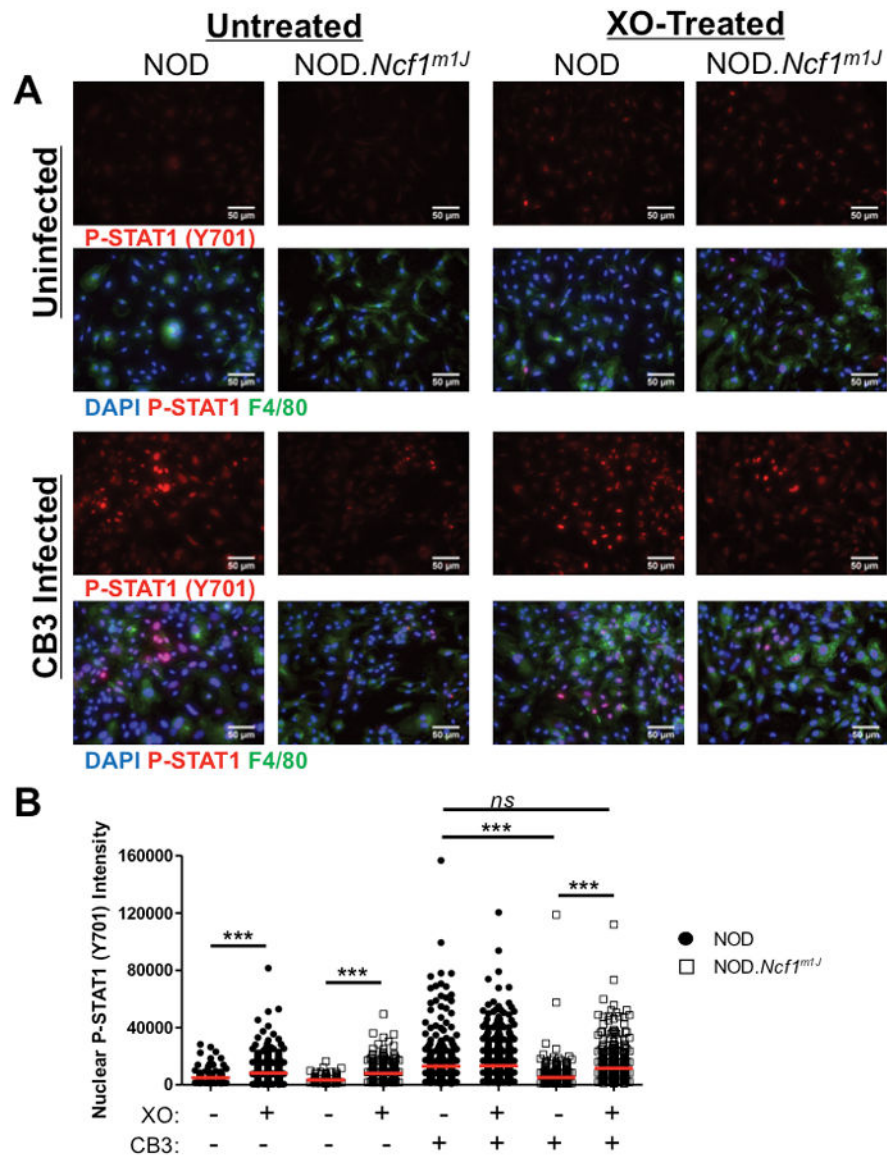 Untreated XO-Treated
NOD NOD.Ncf1m1J NOD NOD.Ncf1m1J
A
Uninfected
50 µm 50 µm 50 µm 50 µm
P-STAT1 (Y701)
50 µm 50 µm 50 µm 50 µm
DAPI P-STAT1 F4/80
CB3 Infected
50 µm 50 µm 50 µm 50 µm
P-STAT1 (Y701)
50 µm 50 µm 50 µm 50 µm
DAPI P-STAT1 F4/80
B
Nuclear P-STAT1 (Y701) Intensity
ns
***
160000
120000
80000
40000
0
***
***
***
NOD
NOD.Ncf1m1J
XO: - + - + - + - +
CB3: - - - - + + + +